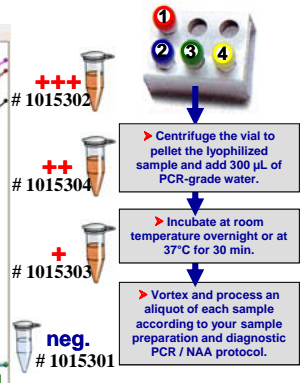 1
2
3
4
+++
# 1015302
++
# 1015304
+
# 1015303
neg.
# 1015301
➤ Centrifuge the vial to
pellet the lyophilized
sample and add 300 µL of
PCR-grade water.
➤ Incubate at room
temperature overnight or at
37°C for 30 min.
➤ Vortex and process an
aliquot of each sample
according to your sample
preparation and diagnostic
PCR / NAA protocol.